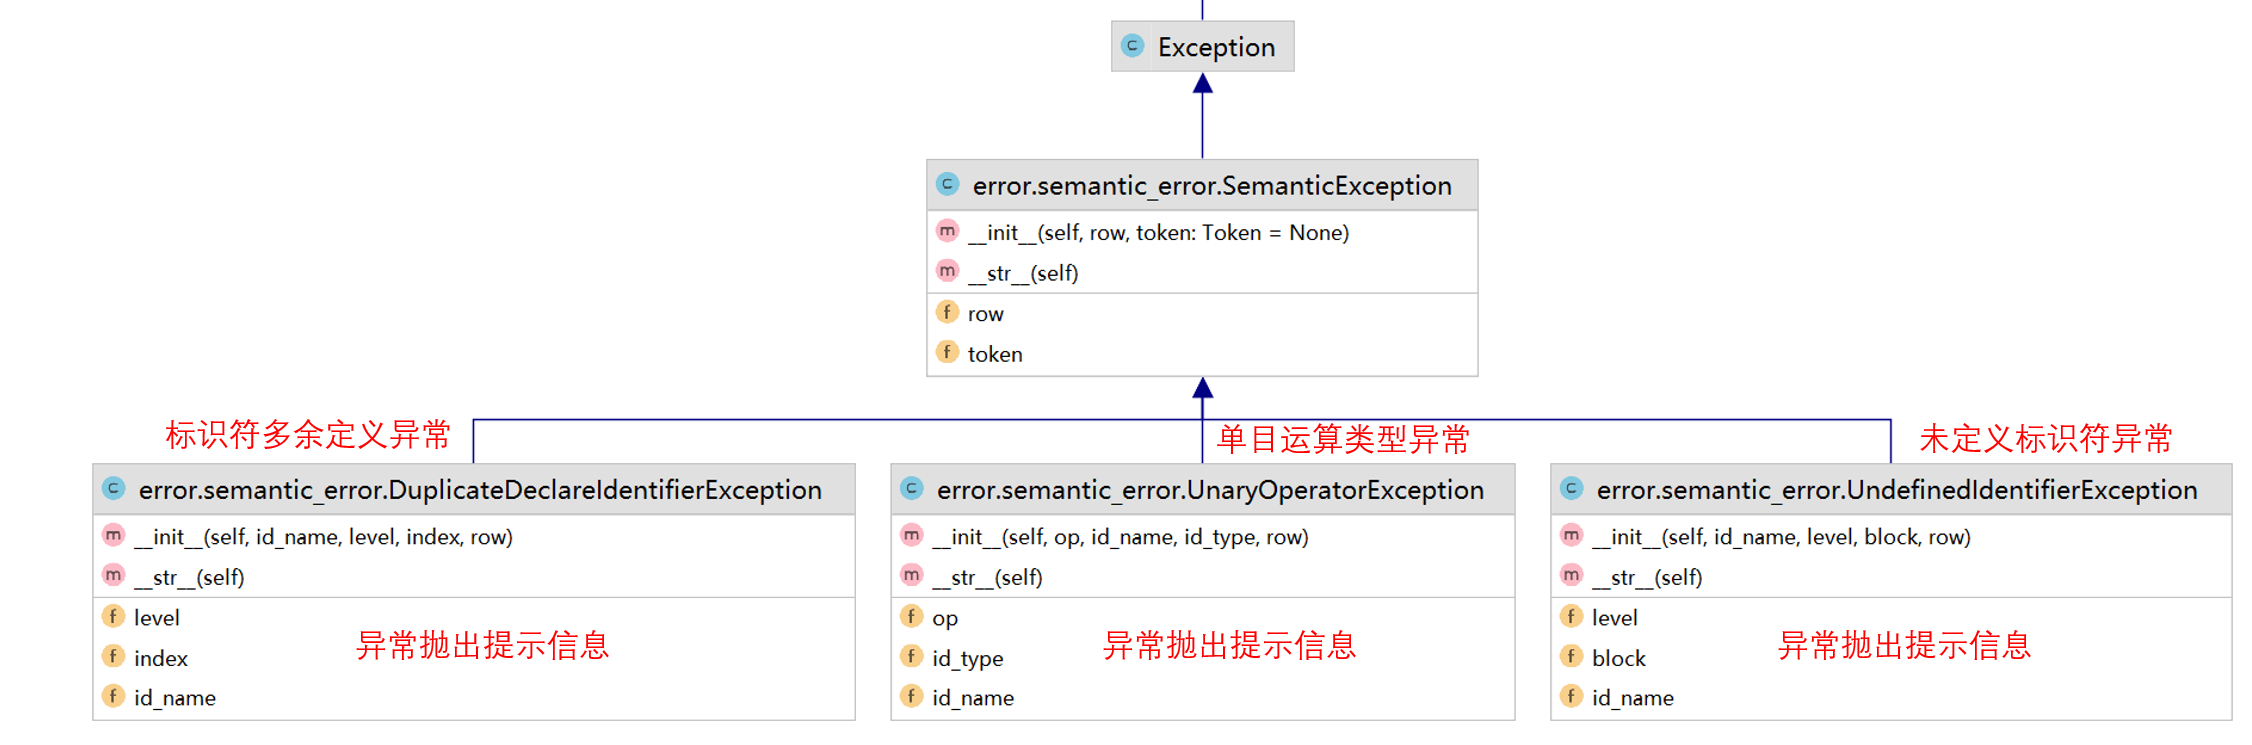 Exception
error.semantic_error.SemanticException
__init__(self, row, token: Token = None)
__str__(self)
row
token
标识符多余定义异常
单目运算类型异常
未定义标识符异常
error.semantic_error.DuplicateDeclareIdentifierException
__init__(self, id_name, level, index, row)
__str__(self)
level
index
id_name
异常抛出提示信息
error.semantic_error.UnaryOperatorException
__init__(self, op, id_name, id_type, row)
__str__(self)
op
id_type
id_name
异常抛出提示信息
error.semantic_error.UndefinedIdentifierException
__init__(self, id_name, level, block, row)
__str__(self)
level
block
id_name
异常抛出提示信息